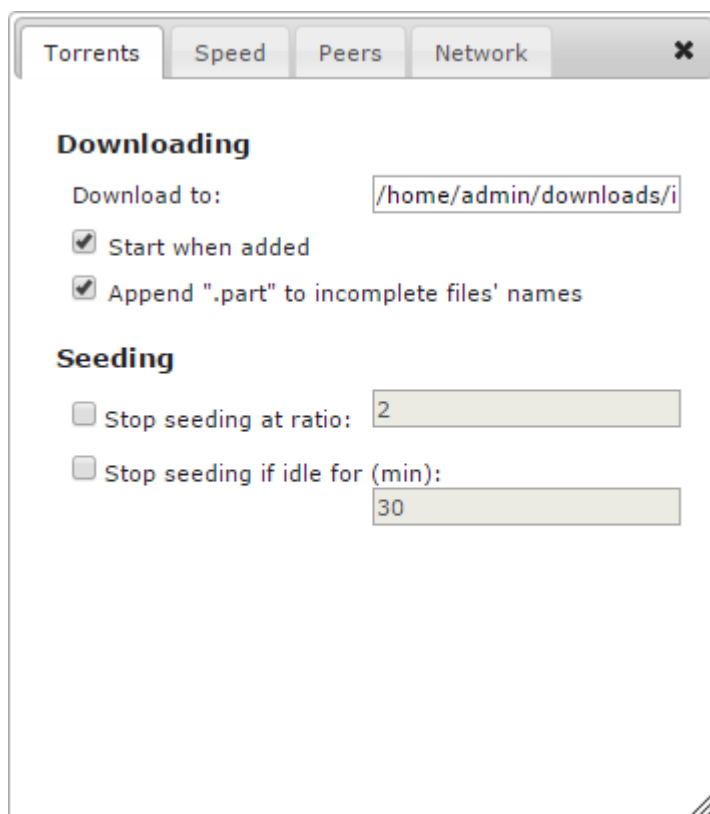 Torrents Speed Peers Network
Downloading
Download to: /home/admin/downloads/i
Start when added
Append ".part" to incomplete files' names
Seeding
Stop seeding at ratio: 2
Stop seeding if idle for (min):
30